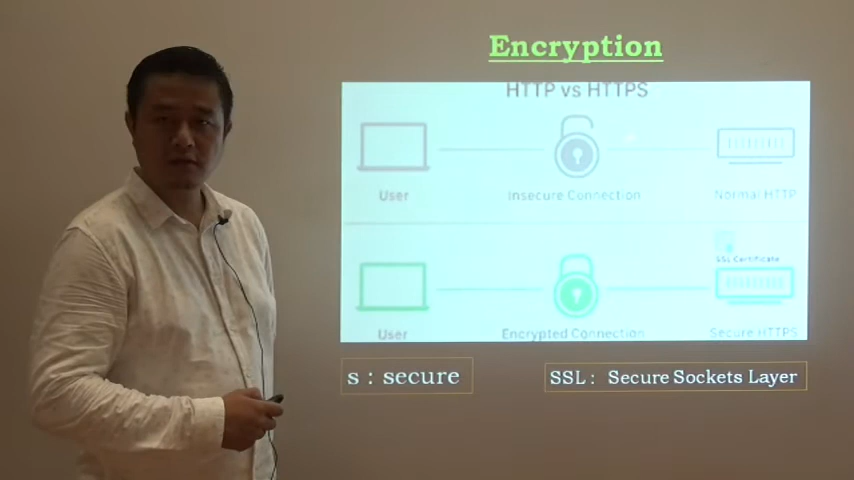 Encryption
HTTP vs HTTPS
User
Insecure Connection
Normal HTTP
SSL Certificate
User
Encrypted Connection
Secure HTTPS
s : secure
SSL : Secure Sockets Layer